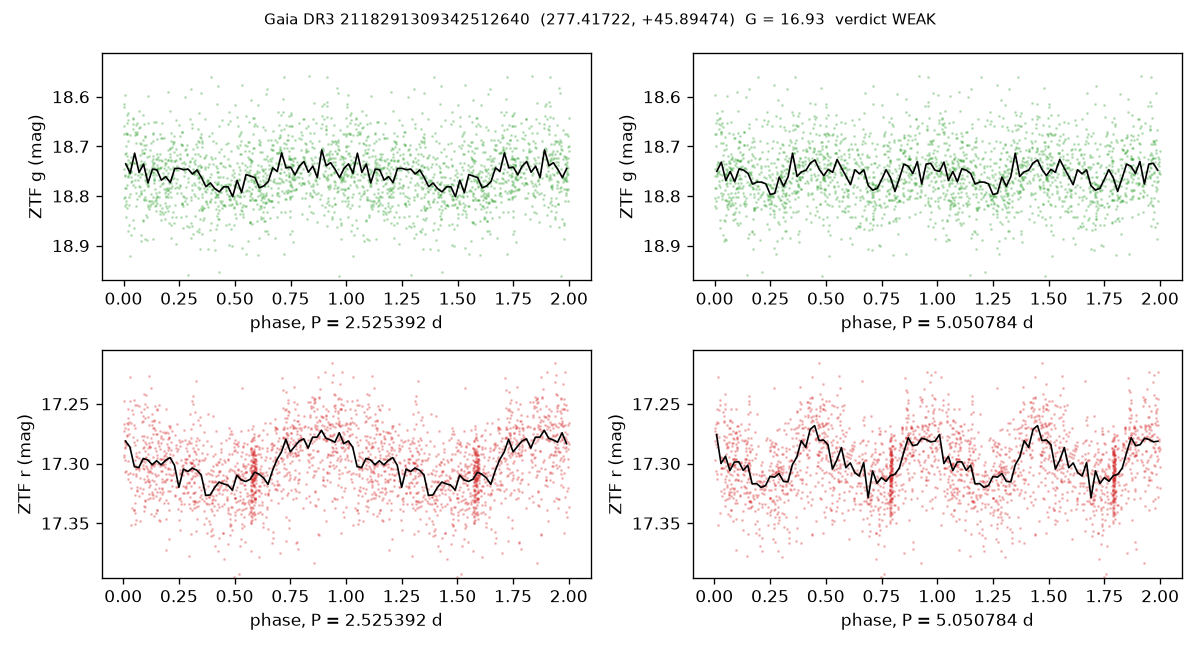 Gaia DR3 2118291309342512640  (277.41722, +45.89474)  G = 16.93  verdict WEAK
ZTF g (mag)
18.6
18.7
18.8
18.9
0.00 0.25 0.50 0.75 1.00 1.25 1.50 1.75 2.00
phase, P = 2.525392 d
ZTF g (mag)
18.6
18.7
18.8
18.9
0.00 0.25 0.50 0.75 1.00 1.25 1.50 1.75 2.00
phase, P = 5.050784 d
ZTF r (mag)
17.25
17.30
17.35
0.00 0.25 0.50 0.75 1.00 1.25 1.50 1.75 2.00
phase, P = 2.525392 d
ZTF r (mag)
17.25
17.30
17.35
0.00 0.25 0.50 0.75 1.00 1.25 1.50 1.75 2.00
phase, P = 5.050784 d